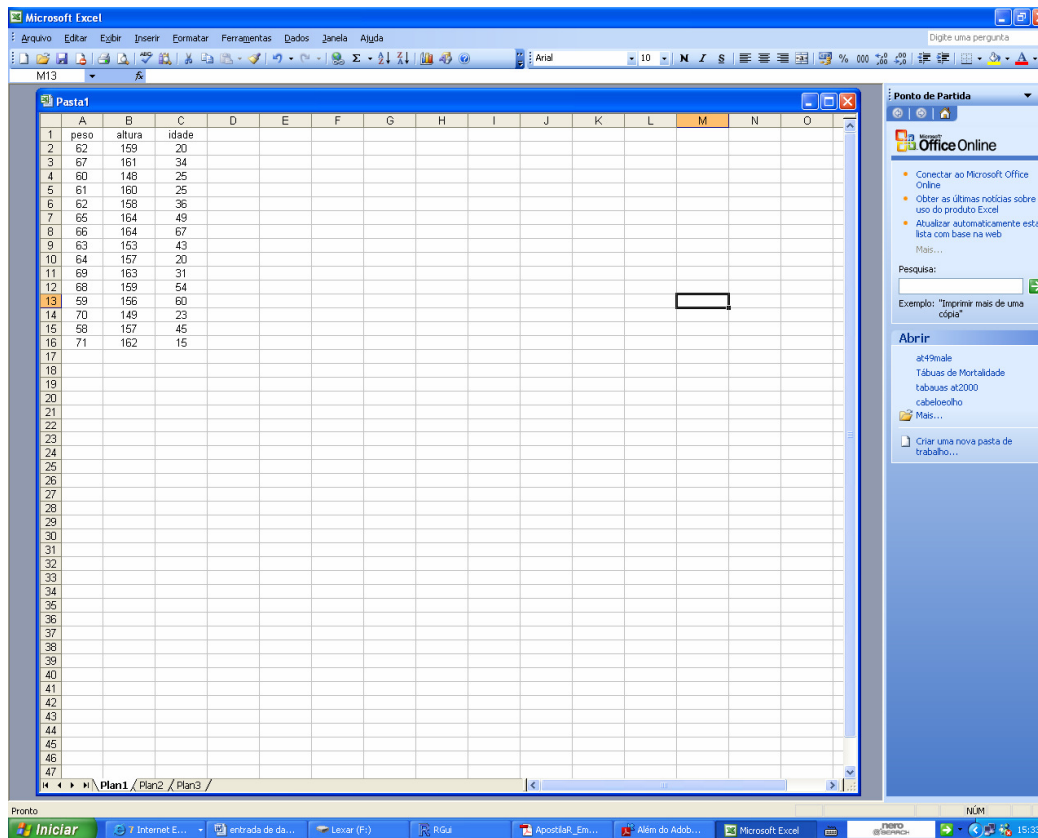 Microsoft Excel
Arquivo Editar Exibir Inserir Formatar Ferramentas Dados Janela Ajuda Digite uma pergunta
Arial 10 N I S % 000
M13 fx
Pasta1
A B C D E F G H I J K L M N O
1 peso altura idade
2 62 159 20
3 67 161 34
4 60 148 25
5 61 160 25
6 62 158 36
7 65 164 49
8 66 164 67
9 63 153 43
10 64 157 20
11 69 163 31
12 68 159 54
13 59 156 60
14 70 149 23
15 58 157 45
16 71 162 15
17
18
19
20
21
22
23
24
25
26
27
28
29
30
31
32
33
34
35
36
37
38
39
40
41
42
43
44
45
46
47
Plan1 Plan2 Plan3
Ponto de Partida
Microsoft
Office Online
Conectar ao Microsoft Office
Online
Obter as últimas notícias sobre
uso do produto Excel
Atualizar automaticamente esta
lista com base na web
Mais...
Pesquisa:
Exemplo: "Imprimir mais de uma
cópia"
Abrir
at49male
Tábuas de Mortalidade
tabauas at2000
cabeloeolho
Mais...
Criar uma nova pasta de
trabalho...
Pronto NÚM
Iniciar 7 Internet E... entrada de da... Lexar (F:) RGui ApostilaR_Em... Além do Adob... Microsoft Excel nero SEARCH 15:33